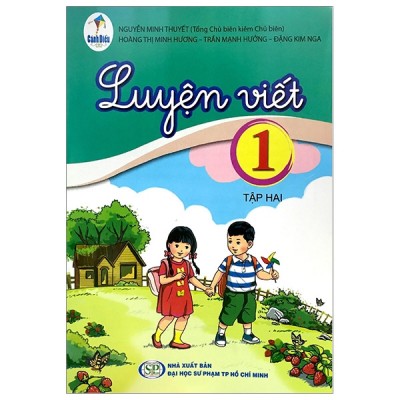 Cánh Diều
NGUYỄN MINH THUYẾT (Tổng Chủ biên kiêm Chủ biên)
HOÀNG THỊ MINH HƯƠNG - TRẦN MẠNH HƯỞNG - ĐẶNG KIM NGA
Luyện viết
1
TẬP HAI
NHÀ XUẤT BẢN
ĐẠI HỌC SƯ PHẠM TP HỒ CHÍ MINH